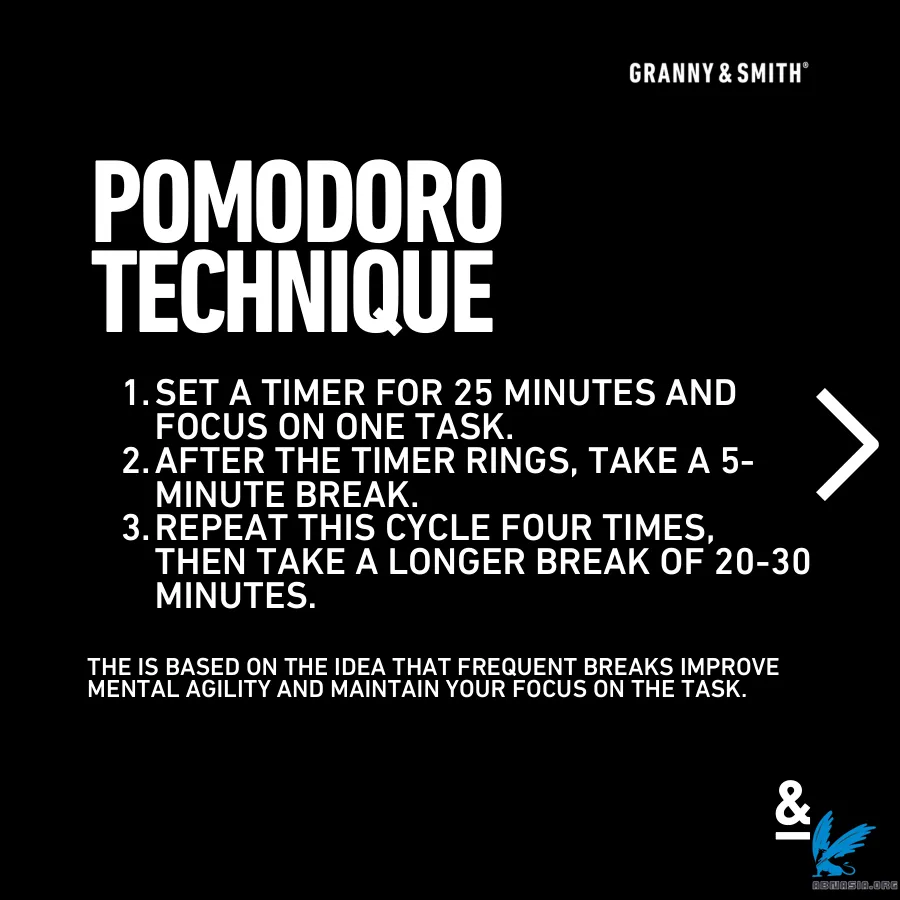 GRANNY & SMITH®
POMODORO
TECHNIQUE
1. SET A TIMER FOR 25 MINUTES AND
FOCUS ON ONE TASK.
2. AFTER THE TIMER RINGS, TAKE A 5-
MINUTE BREAK.
3. REPEAT THIS CYCLE FOUR TIMES,
THEN TAKE A LONGER BREAK OF 20-30
MINUTES.
THE IS BASED ON THE IDEA THAT FREQUENT BREAKS IMPROVE
MENTAL AGILITY AND MAINTAIN YOUR FOCUS ON THE TASK.
&
ABMASIA.ORG